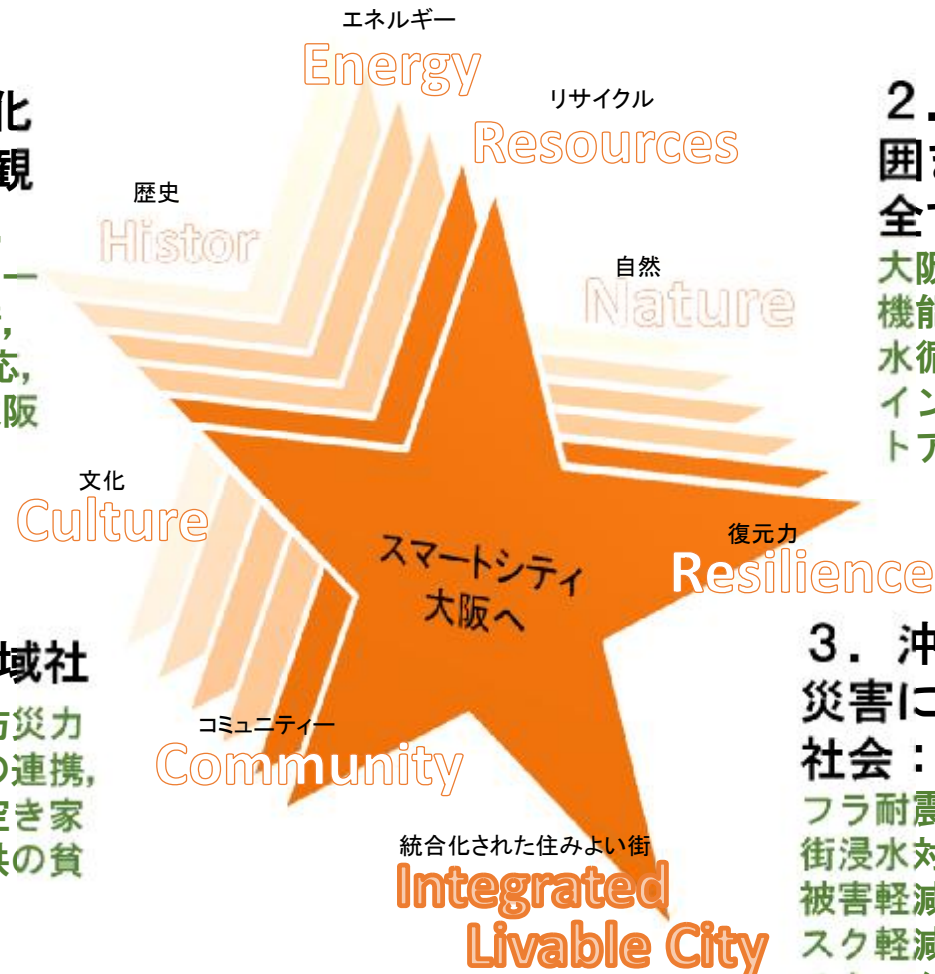 エネルギー
Energy
リサイクル
Resources
歴史
Histor
自然
Nature
化
観
ー
応,
阪
２.
囲
全て
大阪
機能
水循
イン
トア
文化
Culture
スマートシティ
大阪へ
復元力
Resilience
域社
防災力
の連携,
空き家
供の貧
コミュニティー
Community
３. 沖
災害に
社会：
フラ耐震
街浸水対
被害軽減
スク軽減
統合化された住みよい街
Integrated
Livable City